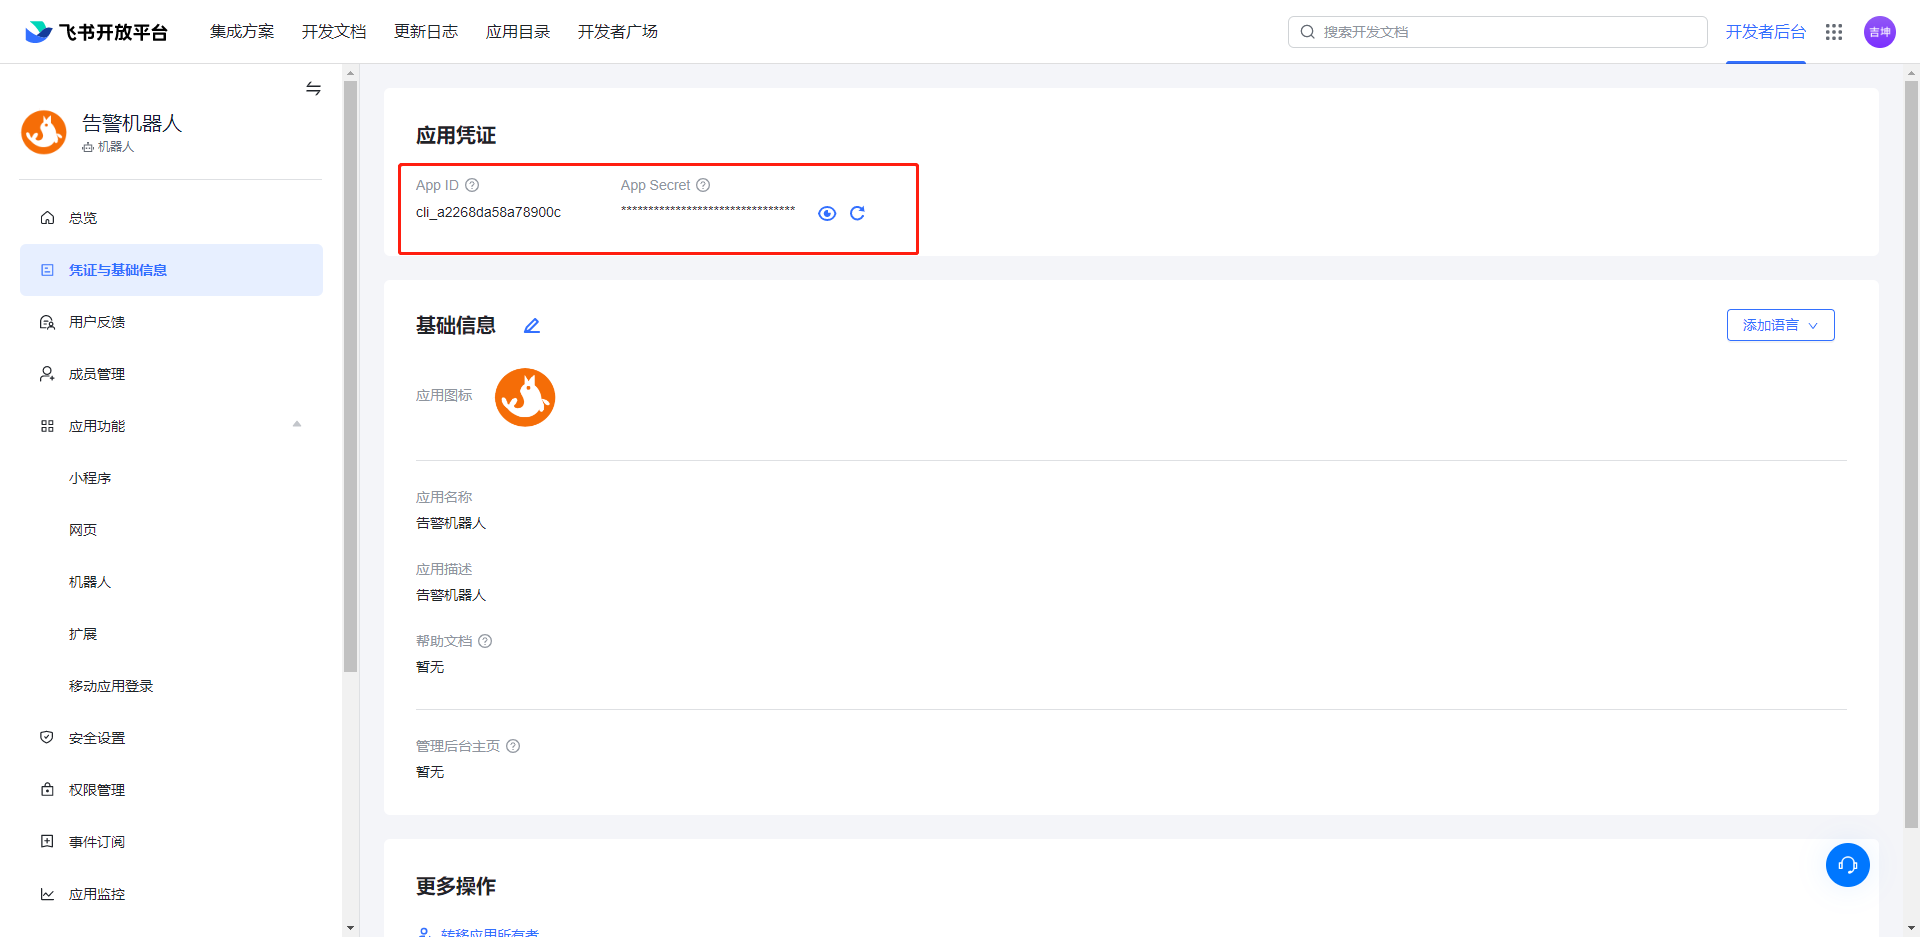 飞书开放平台
集成方案
开发文档
更新日志
应用目录
开发者广场
搜索开发文档
开发者后台
吉坤
告警机器人
机器人
总览
凭证与基础信息
用户反馈
成员管理
应用功能
小程序
网页
机器人
扩展
移动应用登录
安全设置
权限管理
事件订阅
应用监控
应用凭证
App ID
App Secret
cli_a2268da58a78900c
********************************
基础信息
添加语言
应用图标
应用名称
告警机器人
应用描述
告警机器人
帮助文档
暂无
管理后台主页
暂无
更多操作
转移应用所有者